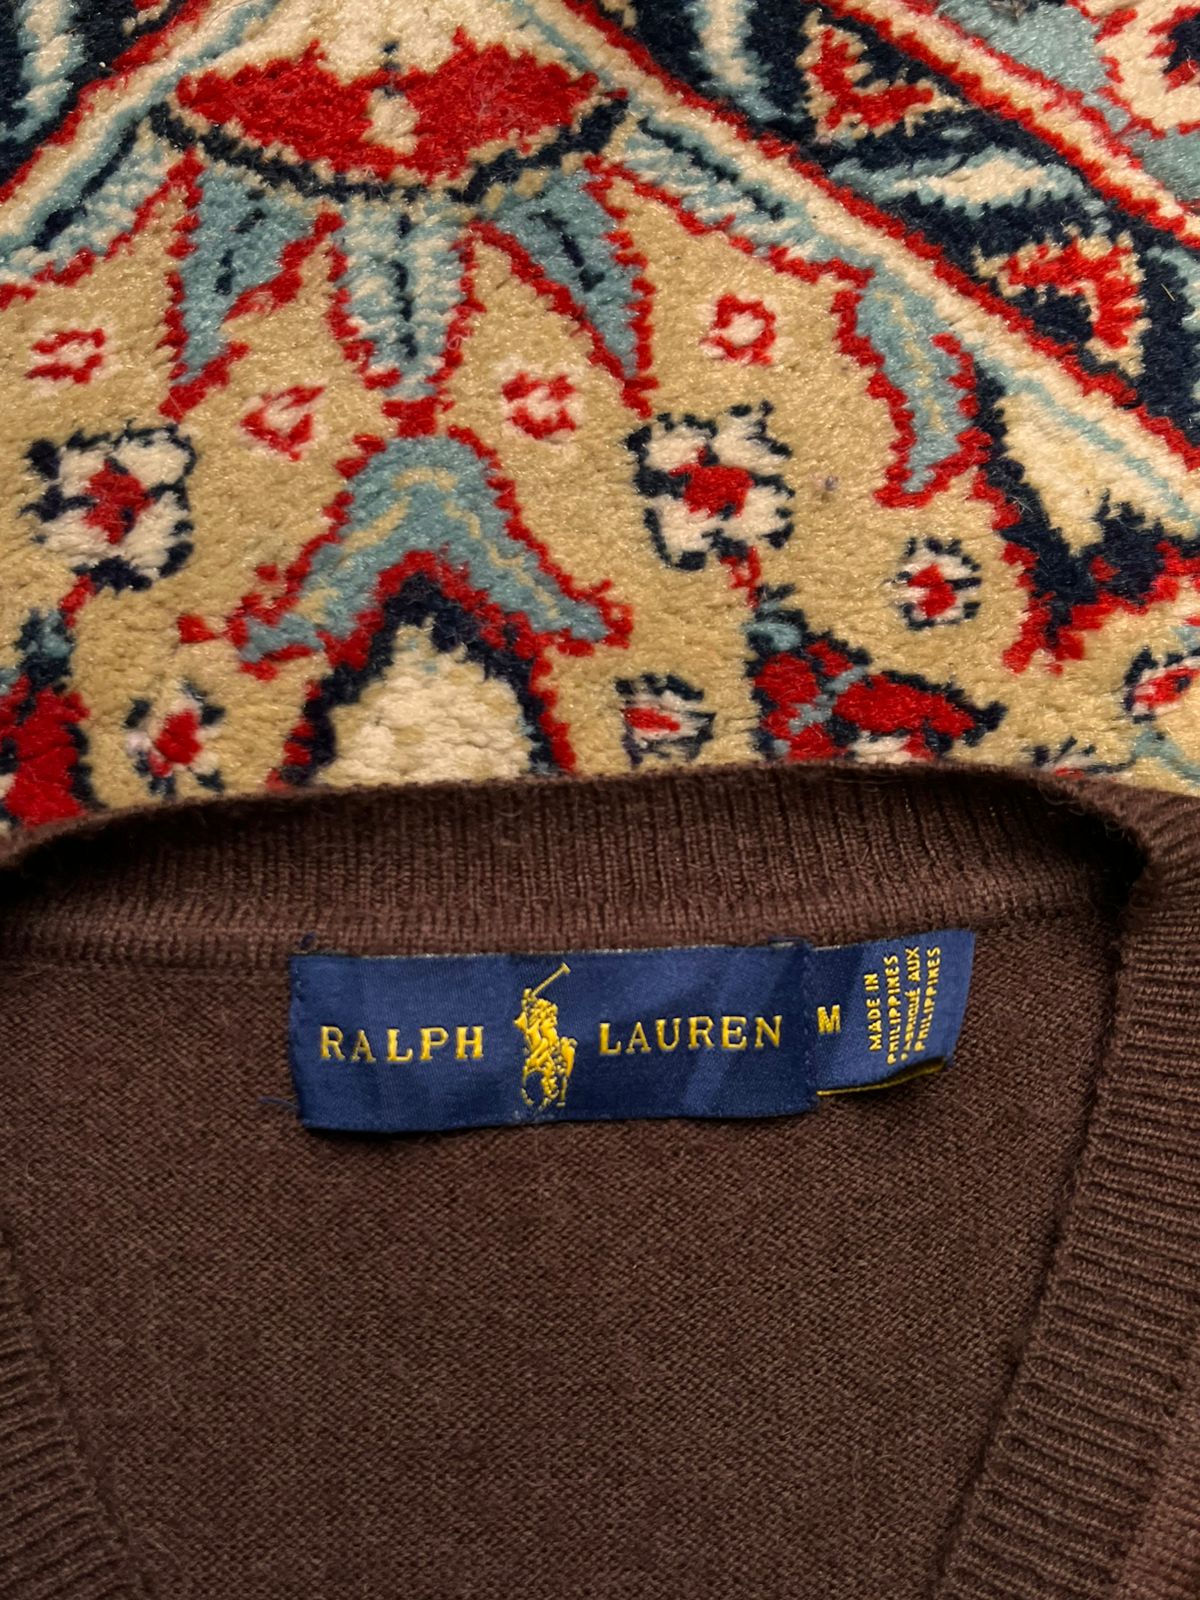 RALPH LAUREN
M
MADE IN
PHILIPPINES
FABRIQUÉ AUX
PHILIPPINES